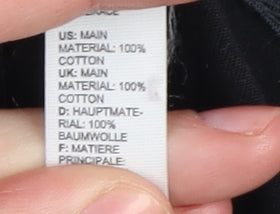 US: MAIN
MATERIAL: 100%
COTTON
UK: MAIN
MATERIAL: 100%
COTTON
D: HAUPTMATE-
RIAL: 100%
BAUMWOLLE
F: MATIERE
PRINCIPALE: